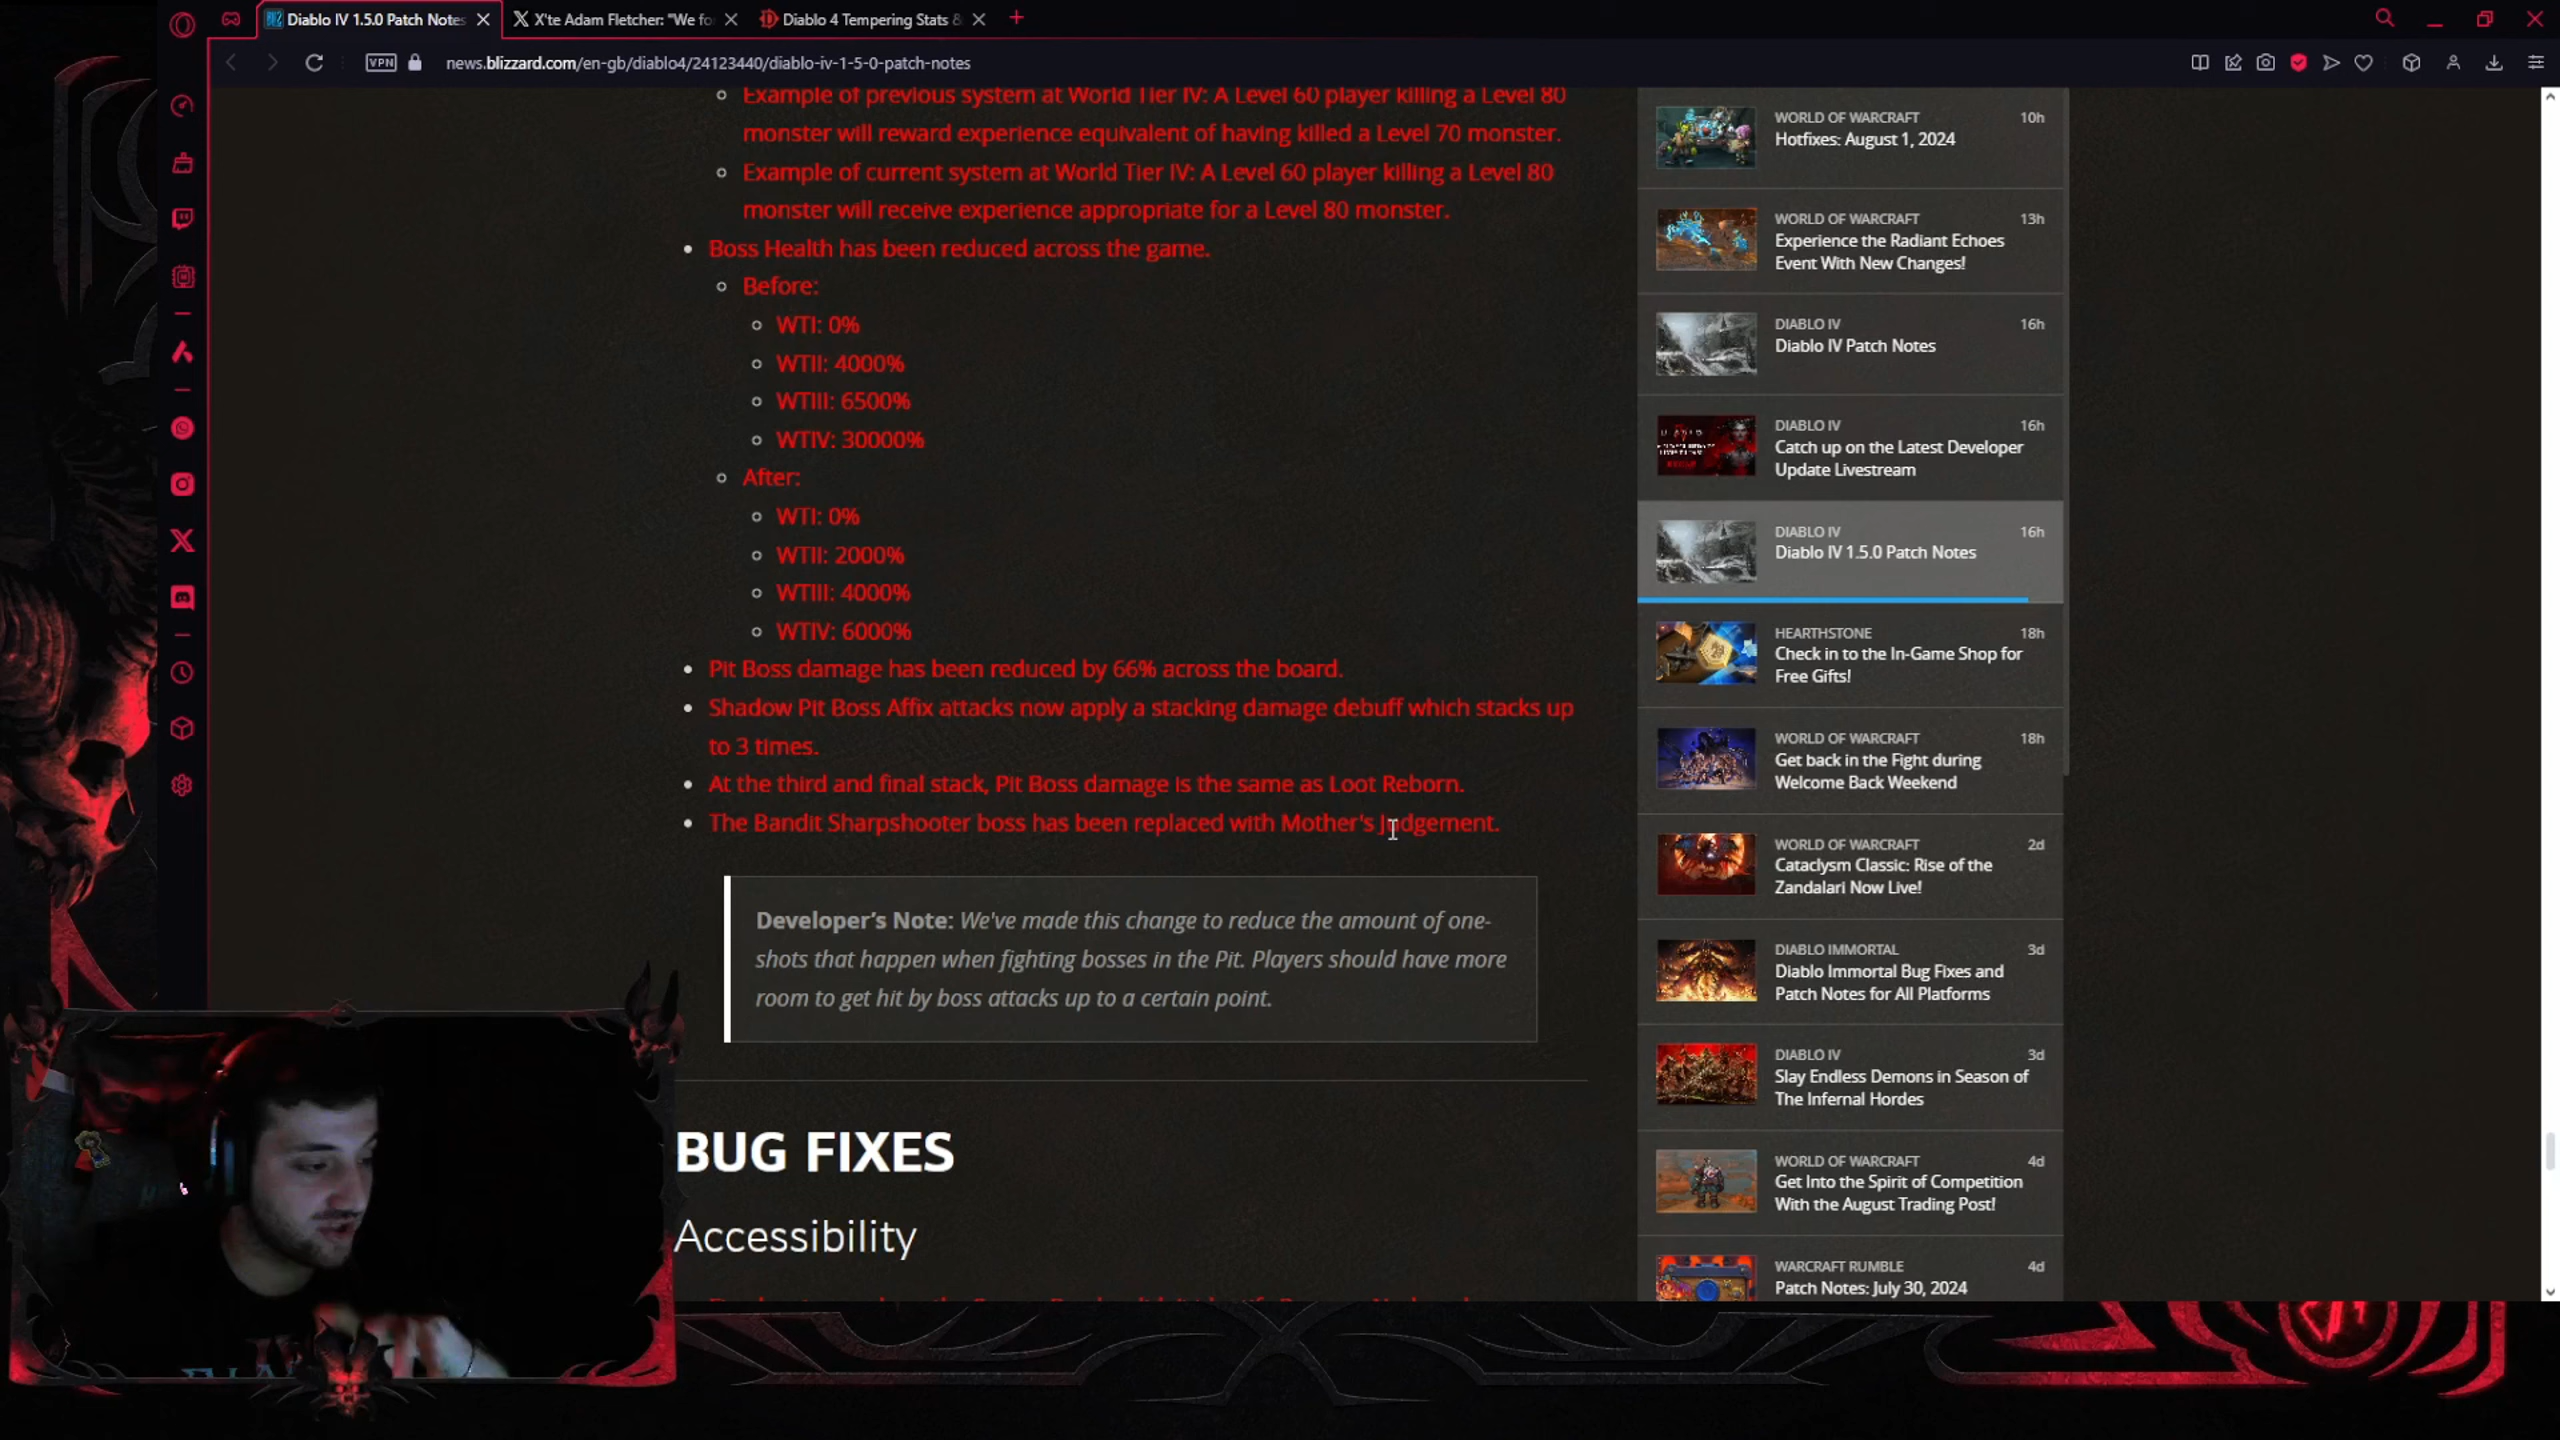 Diablo IV 1.5.0 Patch Notes
X'te Adam Fletcher: "We fo
Diablo 4 Tempering Stats &
VPN
news.blizzard.com/en-gb/diablo4/24123440/diablo-iv-1-5-0-patch-notes
Example of previous system at World Tier IV: A Level 60 player killing a Level 80
monster will reward experience equivalent of having killed a Level 70 monster.
Example of current system at World Tier IV: A Level 60 player killing a Level 80
monster will receive experience appropriate for a Level 80 monster.
Boss Health has been reduced across the game.
Before:
WTI: 0%
WTII: 4000%
WTIII: 6500%
WTIV: 30000%
After:
WTI: 0%
WTII: 2000%
WTIII: 4000%
WTIV: 6000%
Pit Boss damage has been reduced by 66% across the board.
Shadow Pit Boss Affix attacks now apply a stacking damage debuff which stacks up
to 3 times.
At the third and final stack, Pit Boss damage is the same as Loot Reborn.
The Bandit Sharpshooter boss has been replaced with Mother's Judgement.
Developer's Note: We've made this change to reduce the amount of one-
shots that happen when fighting bosses in the Pit. Players should have more
room to get hit by boss attacks up to a certain point.
BUG FIXES
Accessibility
WORLD OF WARCRAFT 10h
Hotfixes: August 1, 2024
WORLD OF WARCRAFT 13h
Experience the Radiant Echoes
Event With New Changes!
DIABLO IV 16h
Diablo IV Patch Notes
DIABLO IV 16h
Catch up on the Latest Developer
Update Livestream
DIABLO IV 16h
Diablo IV 1.5.0 Patch Notes
HEARTHSTONE 18h
Check in to the In-Game Shop for
Free Gifts!
WORLD OF WARCRAFT 18h
Get back in the Fight during
Welcome Back Weekend
WORLD OF WARCRAFT 2d
Cataclysm Classic: Rise of the
Zandalari Now Live!
DIABLO IMMORTAL 3d
Diablo Immortal Bug Fixes and
Patch Notes for All Platforms
DIABLO IV 3d
Slay Endless Demons in Season of
The Infernal Hordes
WORLD OF WARCRAFT 4d
Get Into the Spirit of Competition
With the August Trading Post!
WARCRAFT RUMBLE 4d
Patch Notes: July 30, 2024